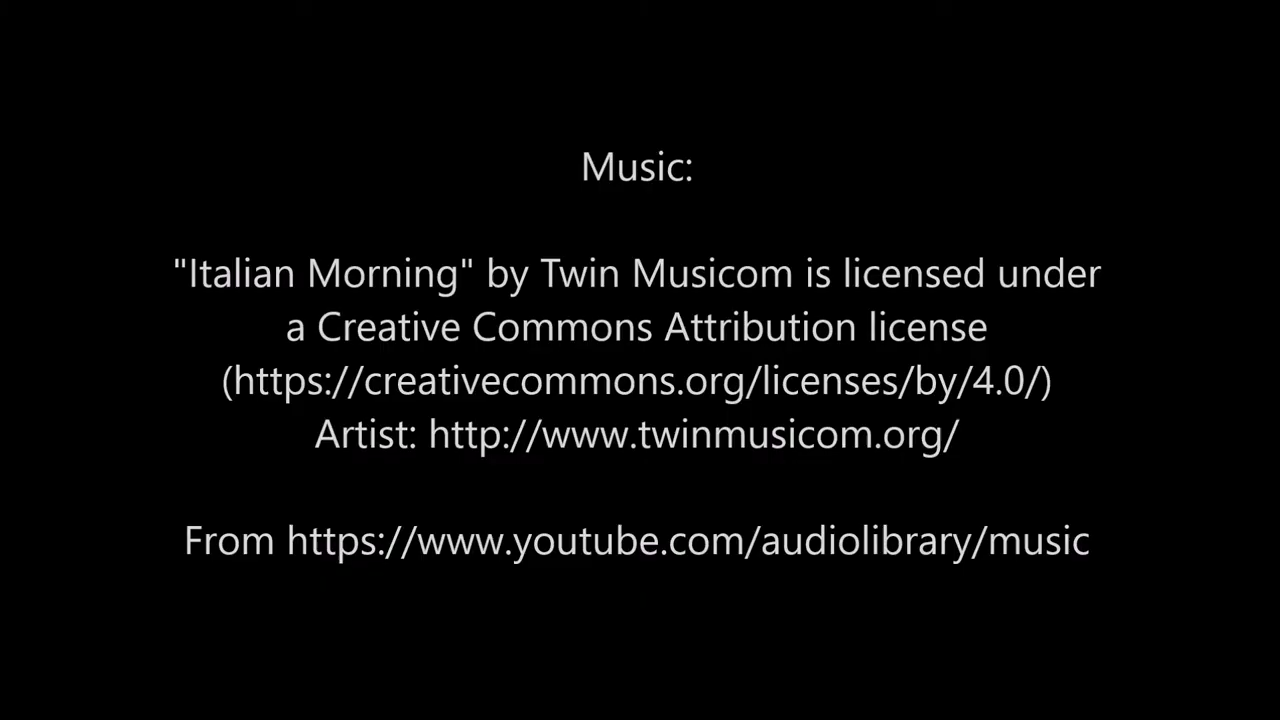 Music:
"Italian Morning" by Twin Musicom is licensed under
a Creative Commons Attribution license
(https://creativecommons.org/licenses/by/4.0/)
Artist: http://www.twinmusicom.org/
From https://www.youtube.com/audiolibrary/music